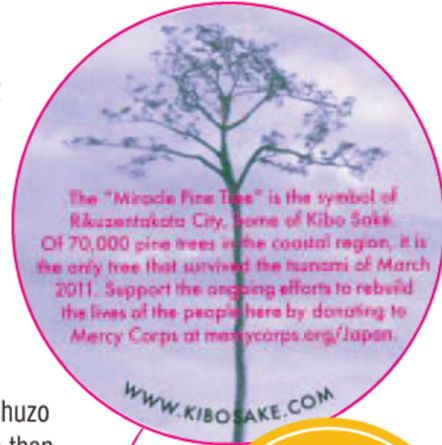 The "Miracle Pine Tree" is the symbol of
Rikuzentakata City, home of Kibo Saké.
Of 70,000 pine trees in the coastal region, it is
the only tree that survived the tsunami of March
2011. Support the ongoing efforts to rebuild
the lives of the people here by donating to
Mercy Corps at mercycorps.org/Japan.
WWW.KIBOSAKE.COM
huzo
than